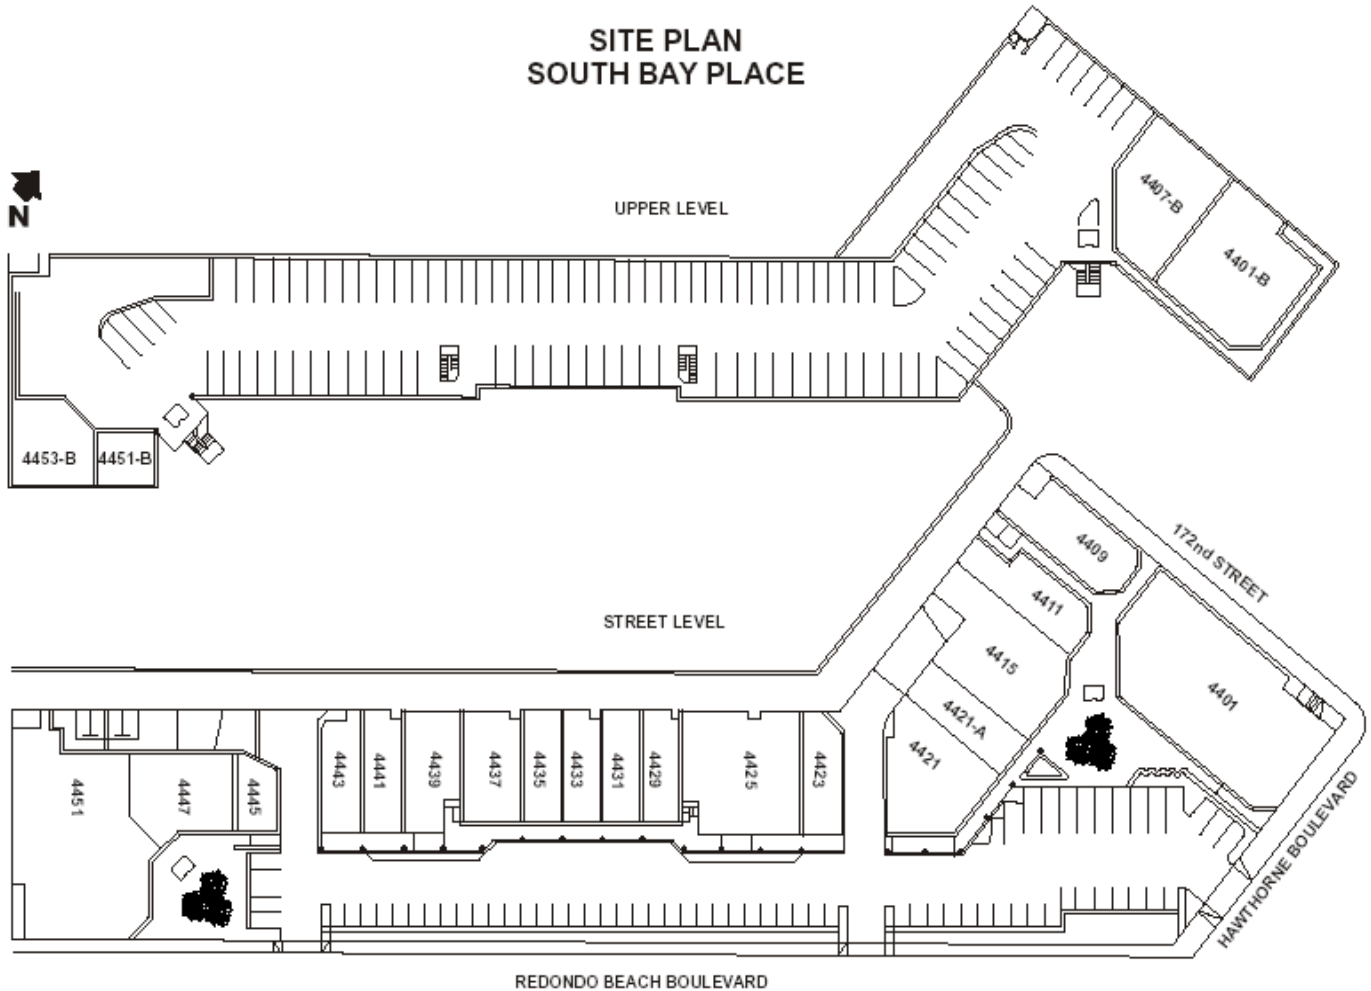 SITE PLAN
SOUTH BAY PLACE
N
UPPER LEVEL
4407-B
4401-B
4453-B
4451-B
STREET LEVEL
172nd STREET
4409
4411
4415
4421-A
4421
4401
4451
4447
4445
4443
4441
4439
4437
4435
4433
4431
4429
4425
4423
HAWTHORNE BOULEVARD
REDONDO BEACH BOULEVARD